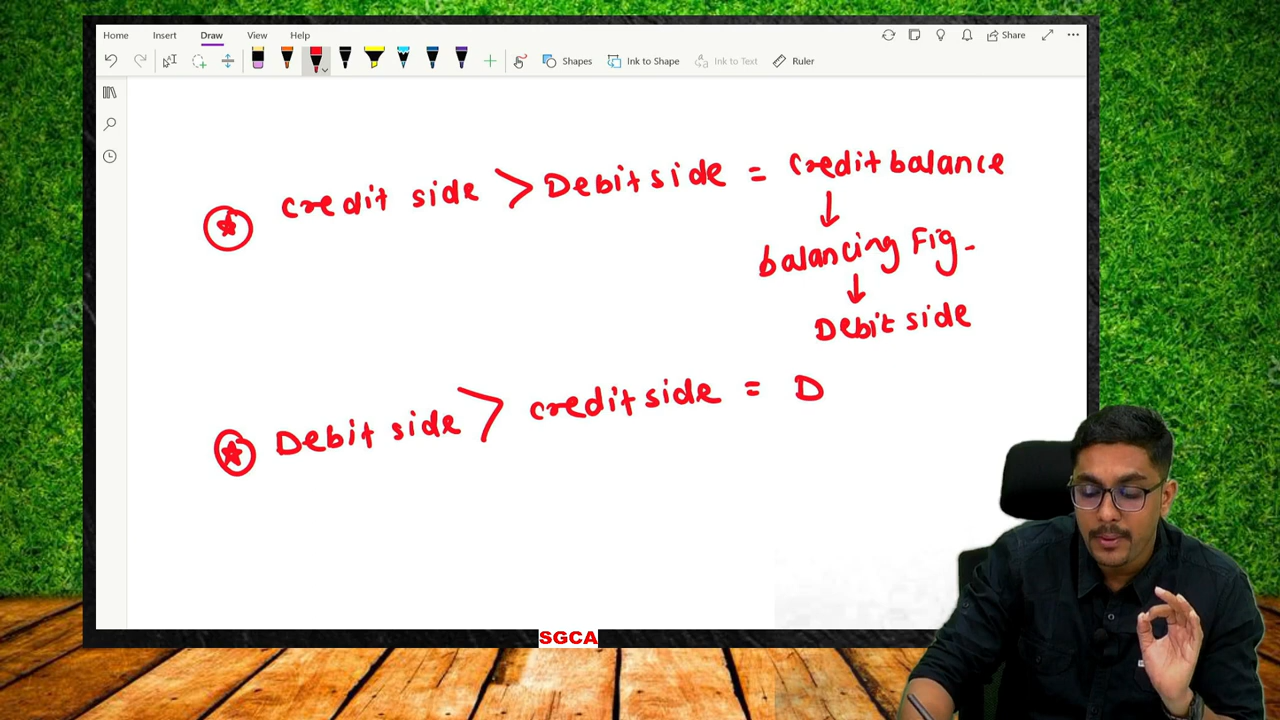 Home Insert Draw View Help
Share
Shapes Ink to Shape Ink to Text Ruler
credit side > Debit side = credit balance
↓
balancing Fig.
↓
Debit side
Debit side > credit side = D
SGCA